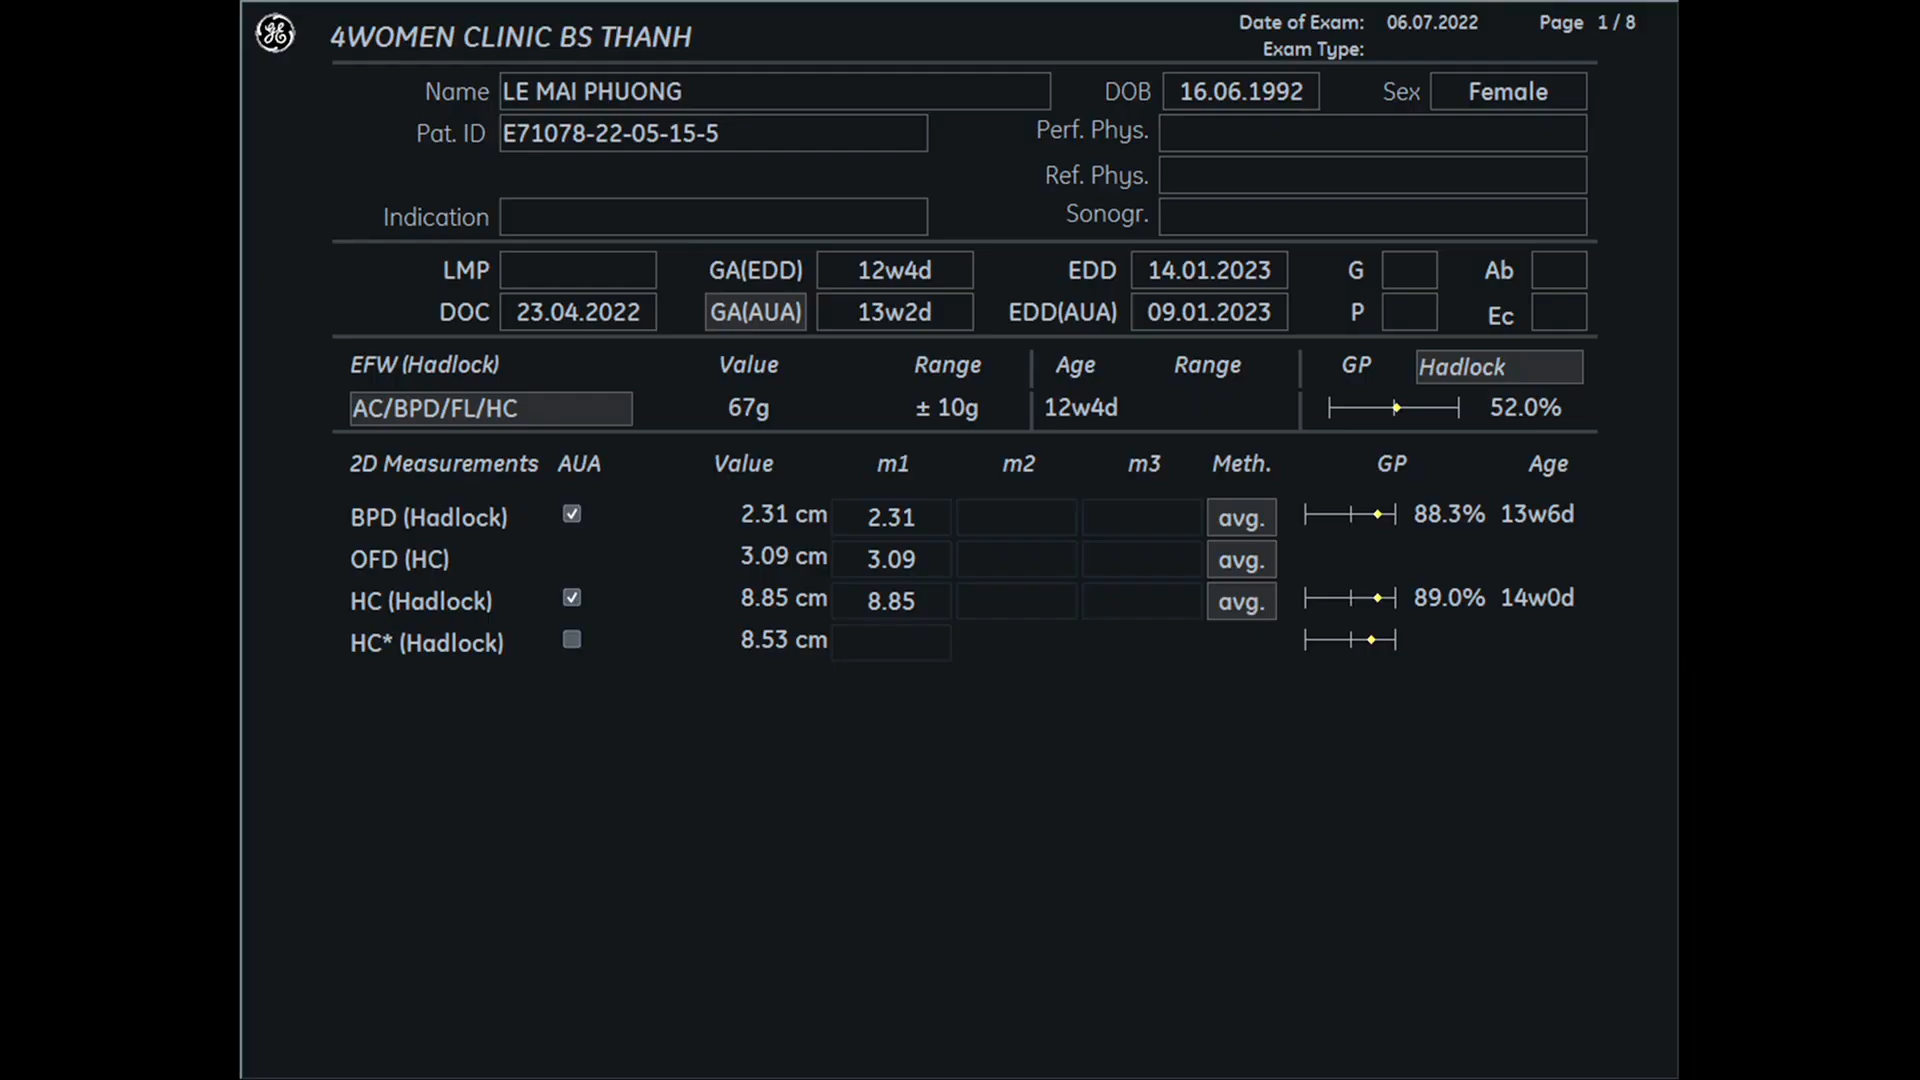 4WOMEN CLINIC BS THANH
Date of Exam: 06.07.2022 Page 1 / 8
Exam Type:
Name LE MAI PHUONG DOB 16.06.1992 Sex Female
Pat. ID E71078-22-05-15-5 Perf. Phys.
Ref. Phys.
Indication Sonogr.
LMP GA(EDD) 12w4d EDD 14.01.2023 G Ab
DOC 23.04.2022 GA(AUA) 13w2d EDD(AUA) 09.01.2023 P Ec
EFW (Hadlock) Value Range Age Range GP Hadlock
AC/BPD/FL/HC 67g ± 10g 12w4d 52.0%
2D Measurements AUA Value m1 m2 m3 Meth. GP Age
BPD (Hadlock) 2.31 cm 2.31 avg. 88.3% 13w6d
OFD (HC) 3.09 cm 3.09 avg.
HC (Hadlock) 8.85 cm 8.85 avg. 89.0% 14w0d
HC* (Hadlock) 8.53 cm